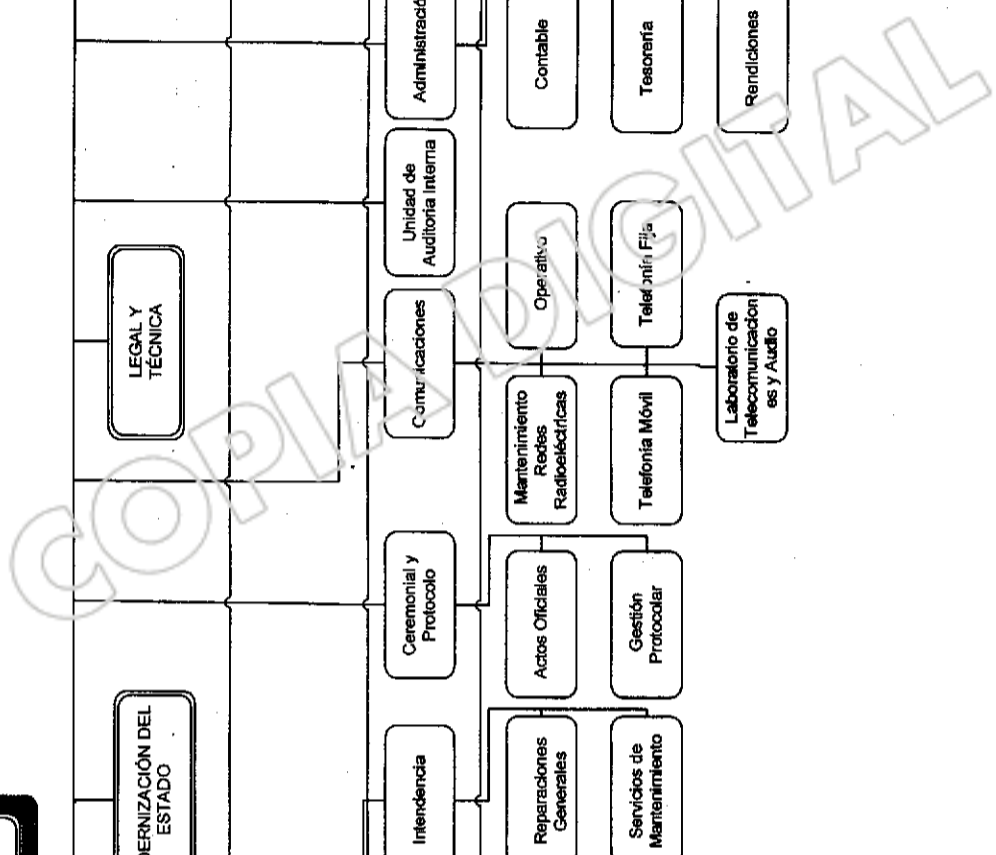 DERNIZACIÓN DEL
ESTADO
LEGAL Y
TÉCNICA
Intendencia
Ceremonial y
Protocolo
Comunicaciones
Unidad de
Auditoria Interna
Administració
Reparaciones
Generales
Actos Oficiales
Mantenimiento
Redes
Radioeléctricas
Operativo
Contable
Servicios de
Mantenimiento
Gestión
Protocolar
Telefonía Móvil
Telefonía Fija
Tesorería
Laboratorio de
Telecomunicacion
es y Audio
Rendiciones
COPIA DIGITAL